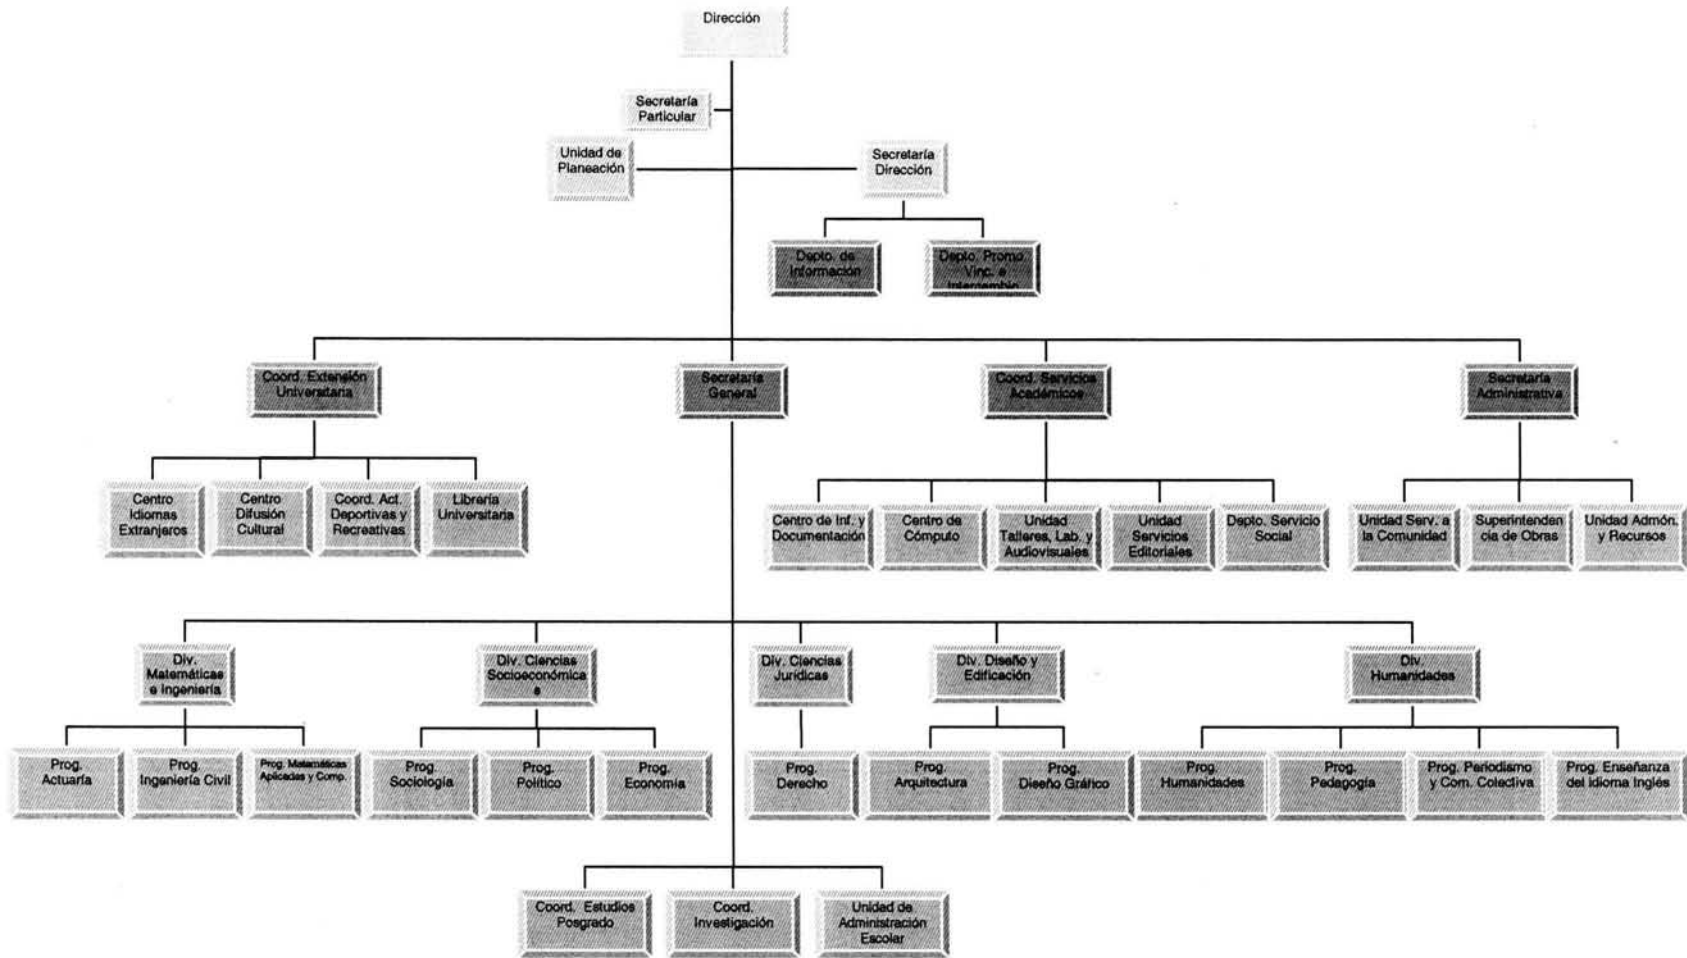 Dirección
Secretaría
Particular
Unidad de
Planeación
Secretaría
Dirección
Depto. de
Información
Depto. Promo.
Vinc. e
Intercambio
Coord. Extensión
Universitaria
Secretaría
General
Coord. Servicios
Académicos
Secretaría
Administrativa
Centro
Idiomas
Extranjeros
Centro
Difusión
Cultural
Coord. Act.
Deportivas y
Recreativas
Librería
Universitaria
Centro de Inf. y
Documentación
Centro de
Cómputo
Unidad
Talleres, Lab. y
Audiovisuales
Unidad
Servicios
Editoriales
Depto. Servicio
Social
Unidad Serv. a
la Comunidad
Superintenden
cia de Obras
Unidad Admón.
y Recursos
Div.
Matemáticas
e Ingeniería
Div. Ciencias
Socioeconómica
s
Div. Ciencias
Jurídicas
Div. Diseño y
Edificación
Div.
Humanidades
Prog.
Actuaría
Prog.
Ingeniería Civil
Prog. Matemáticas
Aplicadas y Comp.
Prog.
Sociología
Prog.
Político
Prog.
Economía
Prog.
Derecho
Prog.
Arquitectura
Prog.
Diseño Gráfico
Prog.
Humanidades
Prog.
Pedagogía
Prog. Periodismo
y Com. Colectiva
Prog. Enseñanza
del Idioma Inglés
Coord. Estudios
Posgrado
Coord.
Investigación
Unidad de
Administración
Escolar